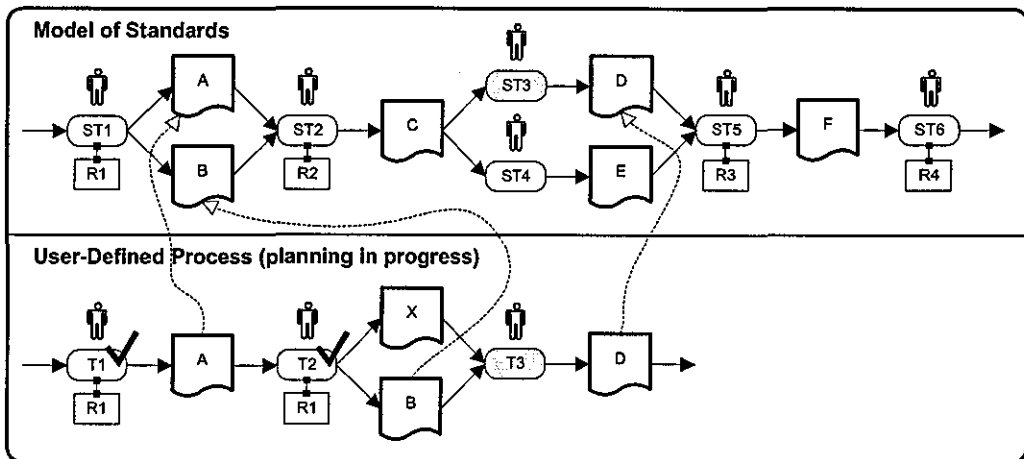 Model of Standards
A
ST3
D
ST1
ST2
C
ST5
F
ST6
R1
B
R2
ST4
E
R3
R4
User-Defined Process (planning in progress)
X
T1
A
T2
T3
D
R1
R1
B